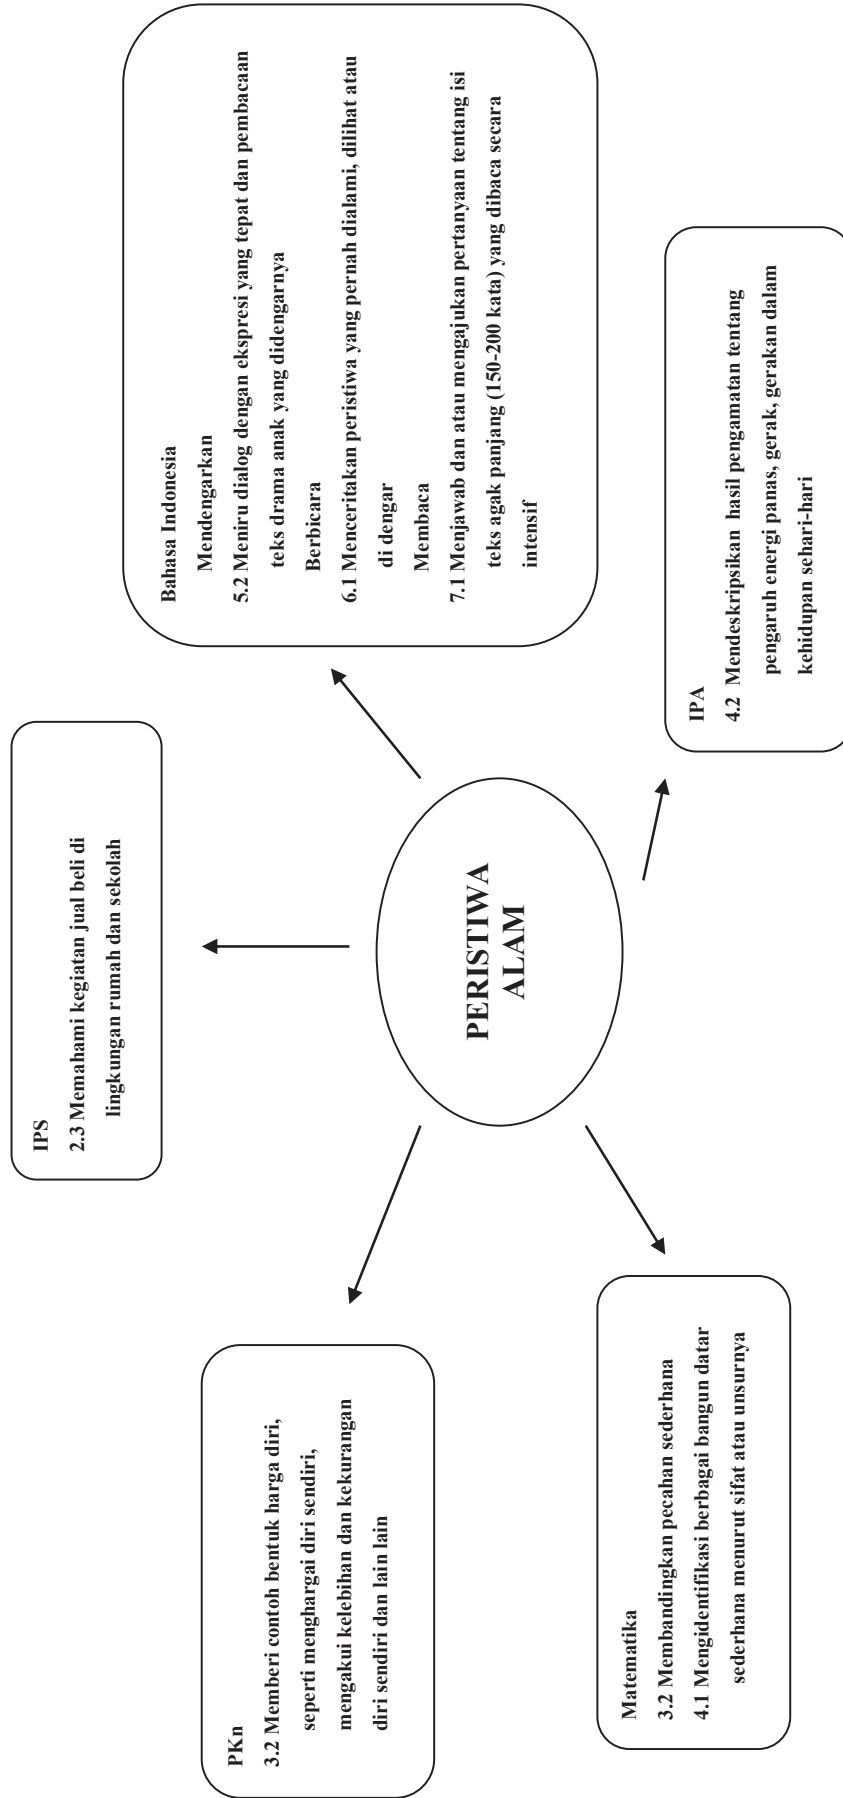 IPS
2.3 Memahami kegiatan jual beli di
lingkungan rumah dan sekolah
PKn
3.2 Memberi contoh bentuk harga diri,
seperti menghargai diri sendiri,
mengakui kelebihan dan kekurangan
diri sendiri dan lain lain
Bahasa Indonesia
Mendengarkan
5.2 Meniru dialog dengan ekspresi yang tepat dan pembacaan
teks drama anak yang didengarnya
Berbicara
6.1 Menceritakan peristiwa yang pernah dialami, dilihat atau
di dengar
Membaca
7.1 Menjawab dan atau mengajukan pertanyaan tentang isi
teks agak panjang (150-200 kata) yang dibaca secara
intensif
PERISTIWA
ALAM
Matematika
3.2 Membandingkan pecahan sederhana
4.1 Mengidentifikasi berbagai bangun datar
sederhana menurut sifat atau unsurnya
IPA
4.2 Mendeskripsikan hasil pengamatan tentang
pengaruh energi panas, gerak, gerakan dalam
kehidupan sehari-hari